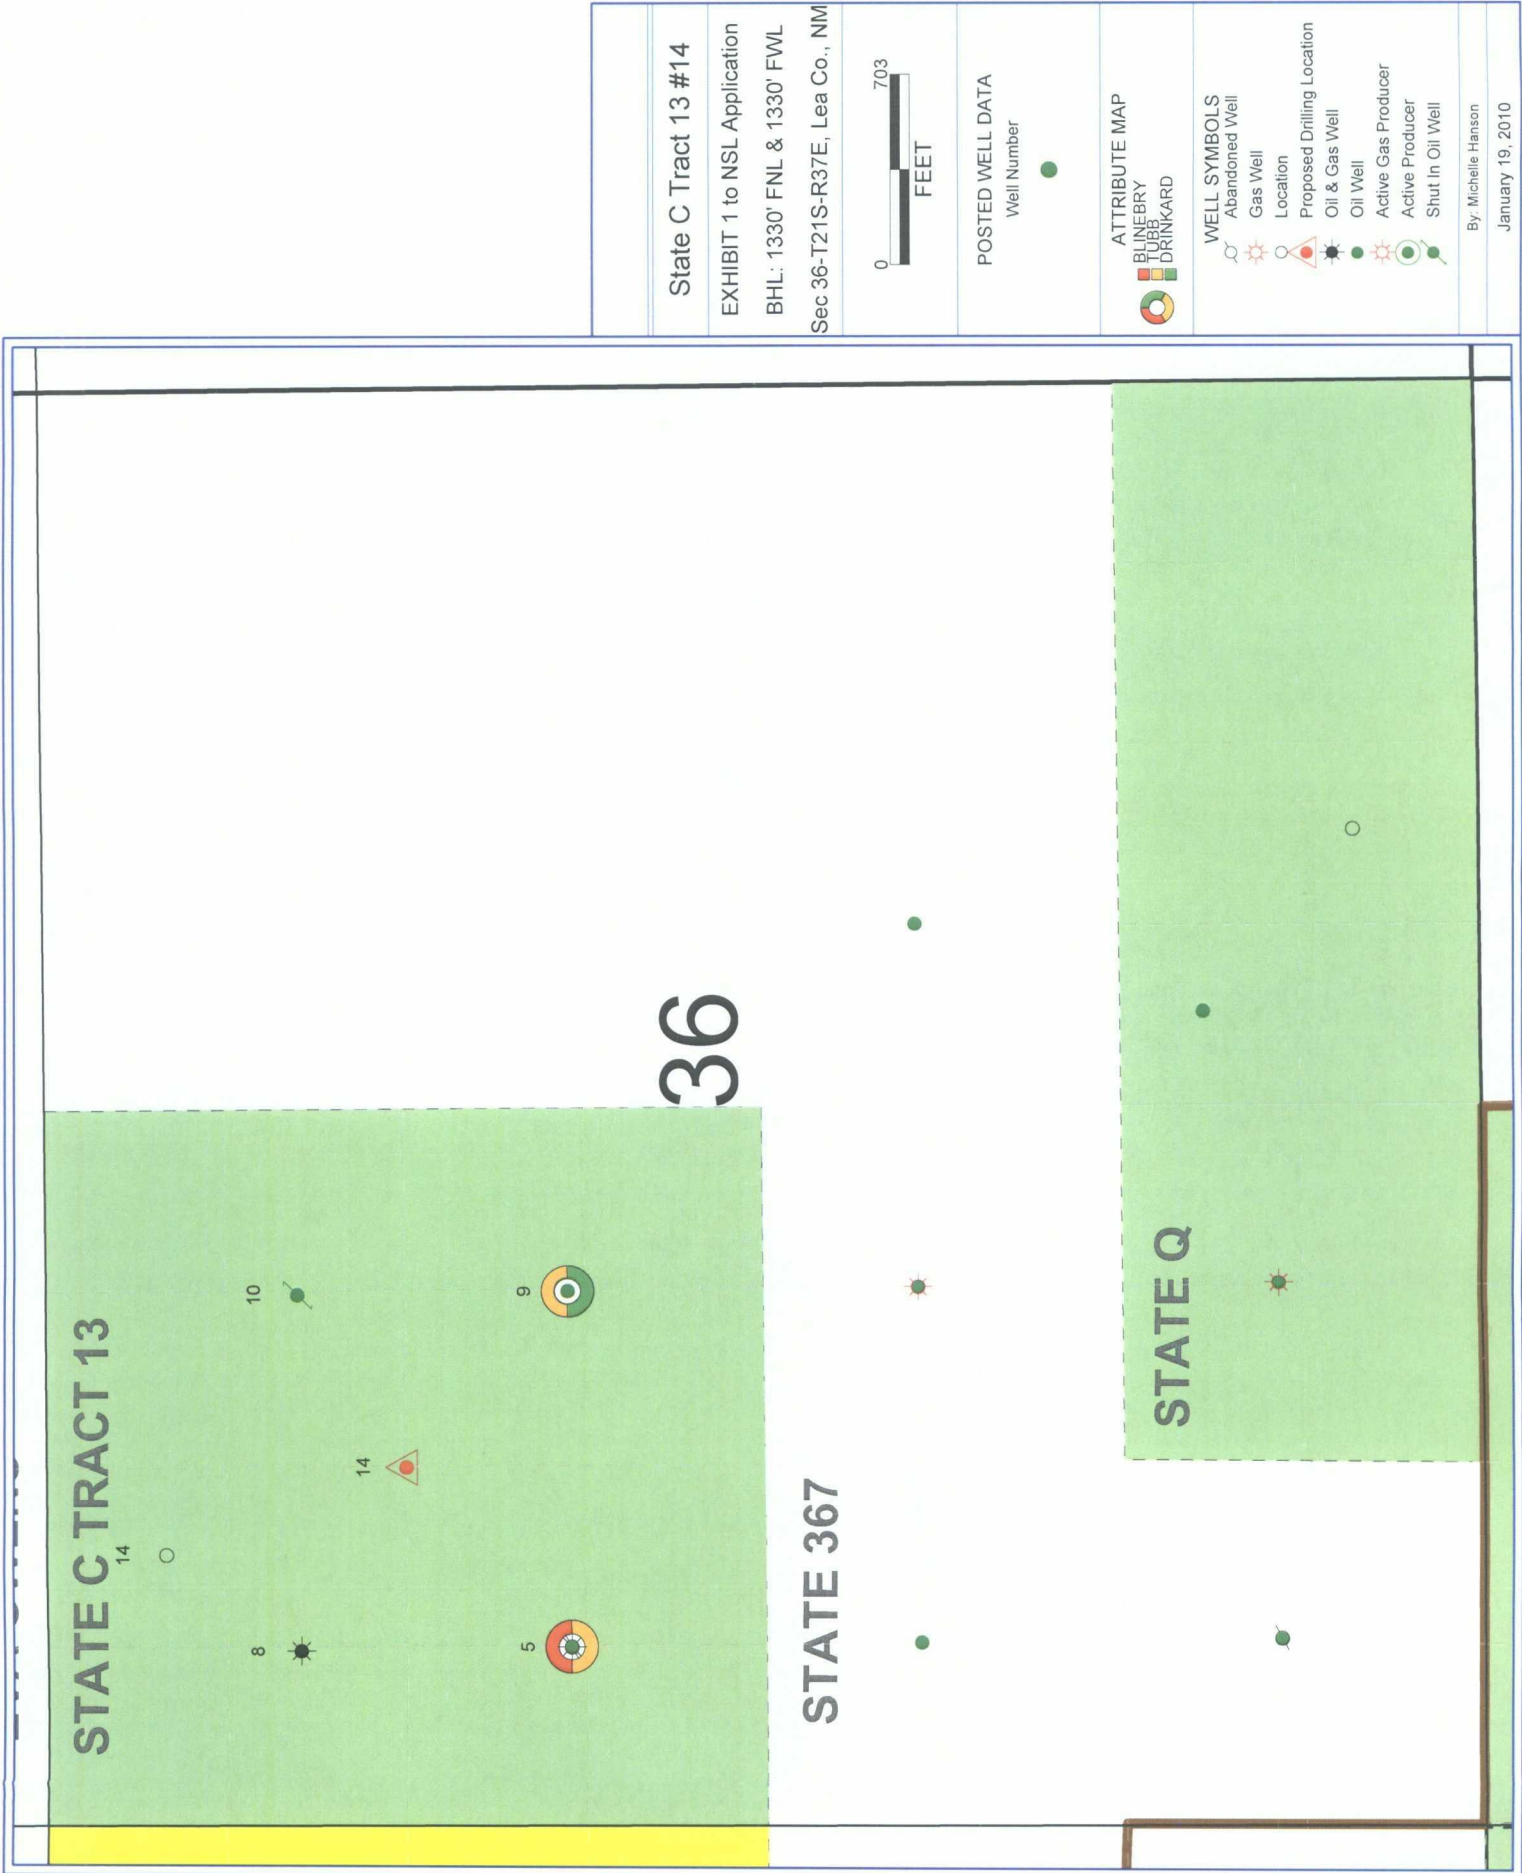 STATE C TRACT 13
14
8
10
14
5
9
36
STATE 367
STATE Q
State C Tract 13 #14
EXHIBIT 1 to NSL Application
BHL: 1330' FNL & 1330' FWL
Sec 36-T21S-R37E, Lea Co., NM
0 703
FEET
POSTED WELL DATA
Well Number
ATTRIBUTE MAP
BLINEBRY
TUBB
DRINKARD
WELL SYMBOLS
Abandoned Well
Gas Well
Location
Proposed Drilling Location
Oil & Gas Well
Oil Well
Active Gas Producer
Active Producer
Shut In Oil Well
By: Michelle Hanson
January 19, 2010